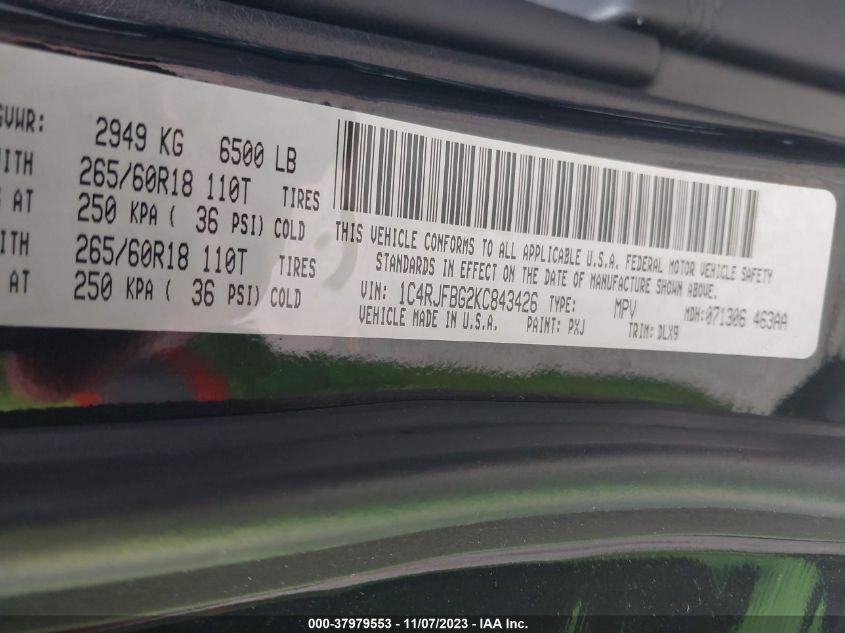 GVWR: 2949 KG 6500 LB
WITH 265/60R18 110T TIRES
AT 250 KPA ( 36 PSI) COLD
WITH 265/60R18 110T TIRES
AT 250 KPA ( 36 PSI) COLD
THIS VEHICLE CONFORMS TO ALL APPLICABLE U.S.A. FEDERAL MOTOR VEHICLE SAFETY
STANDARDS IN EFFECT ON THE DATE OF MANUFACTURE SHOWN ABOVE.
VIN: 1C4RJFBG2KC843426 TYPE: MPV MDH:071306 463AA
VEHICLE MADE IN U.S.A. PAINT: PXJ TRIM: DLX9
000-37979553 - 11/07/2023 - IAA Inc.